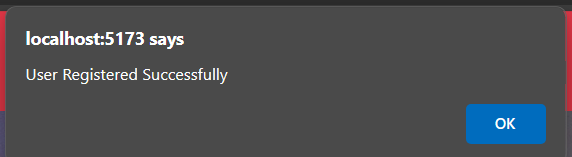 localhost:5173 says
User Registered Successfully
OK